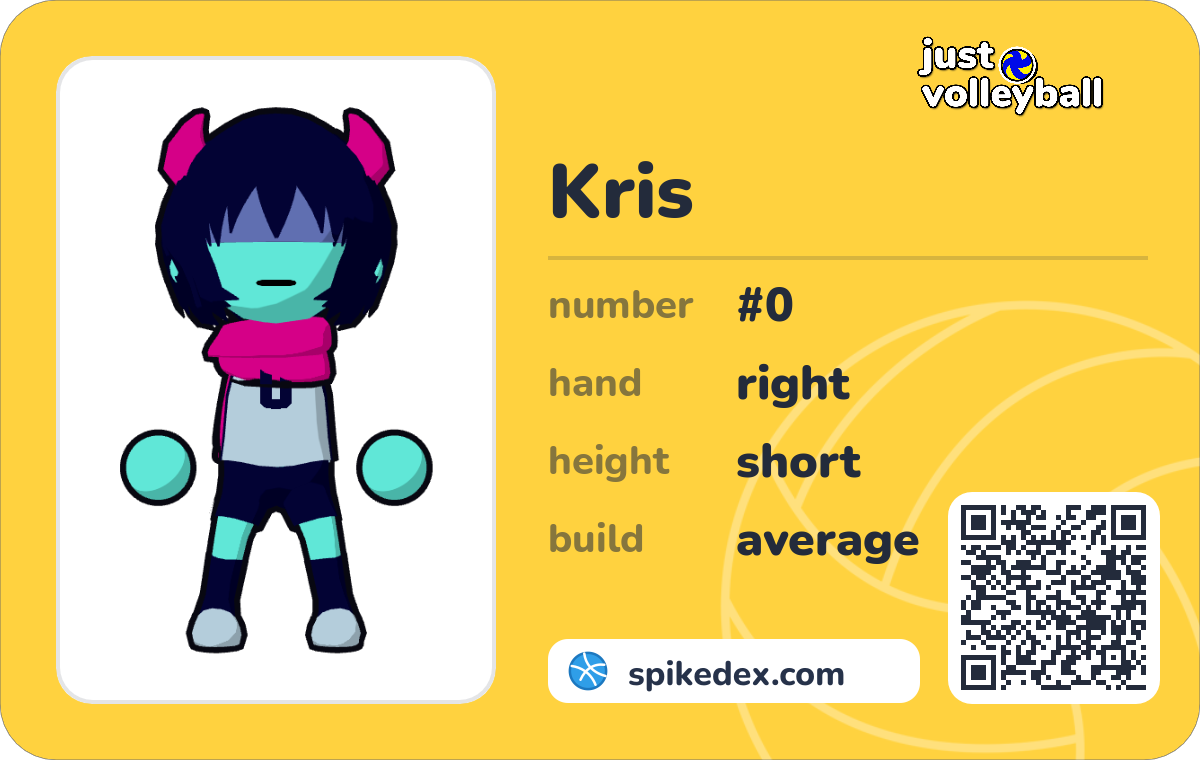 just
volleyball
Kris
number #0
hand right
height short
build average
spikedex.com